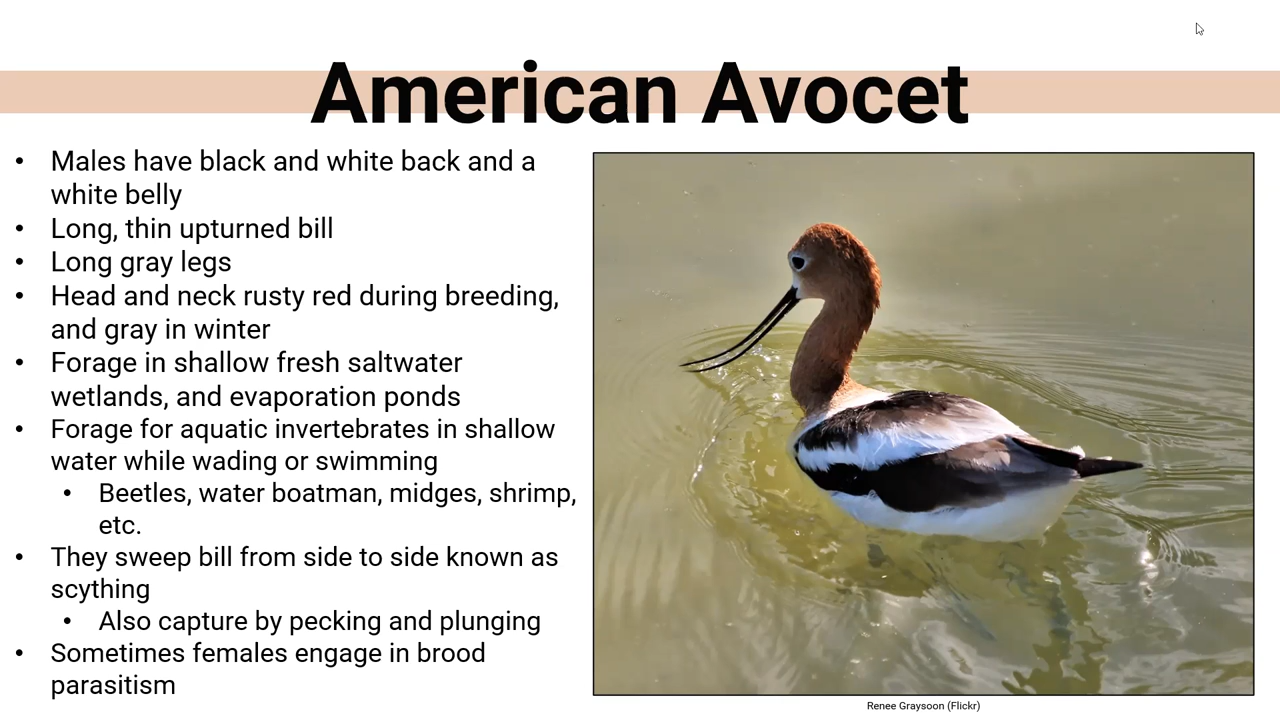 American Avocet
• Males have black and white back and a
white belly
• Long, thin upturned bill
• Long gray legs
• Head and neck rusty red during breeding,
and gray in winter
• Forage in shallow fresh saltwater
wetlands, and evaporation ponds
• Forage for aquatic invertebrates in shallow
water while wading or swimming
• Beetles, water boatman, midges, shrimp,
etc.
• They sweep bill from side to side known as
scything
• Also capture by pecking and plunging
• Sometimes females engage in brood
parasitism
Renee Graysoon (Flickr)